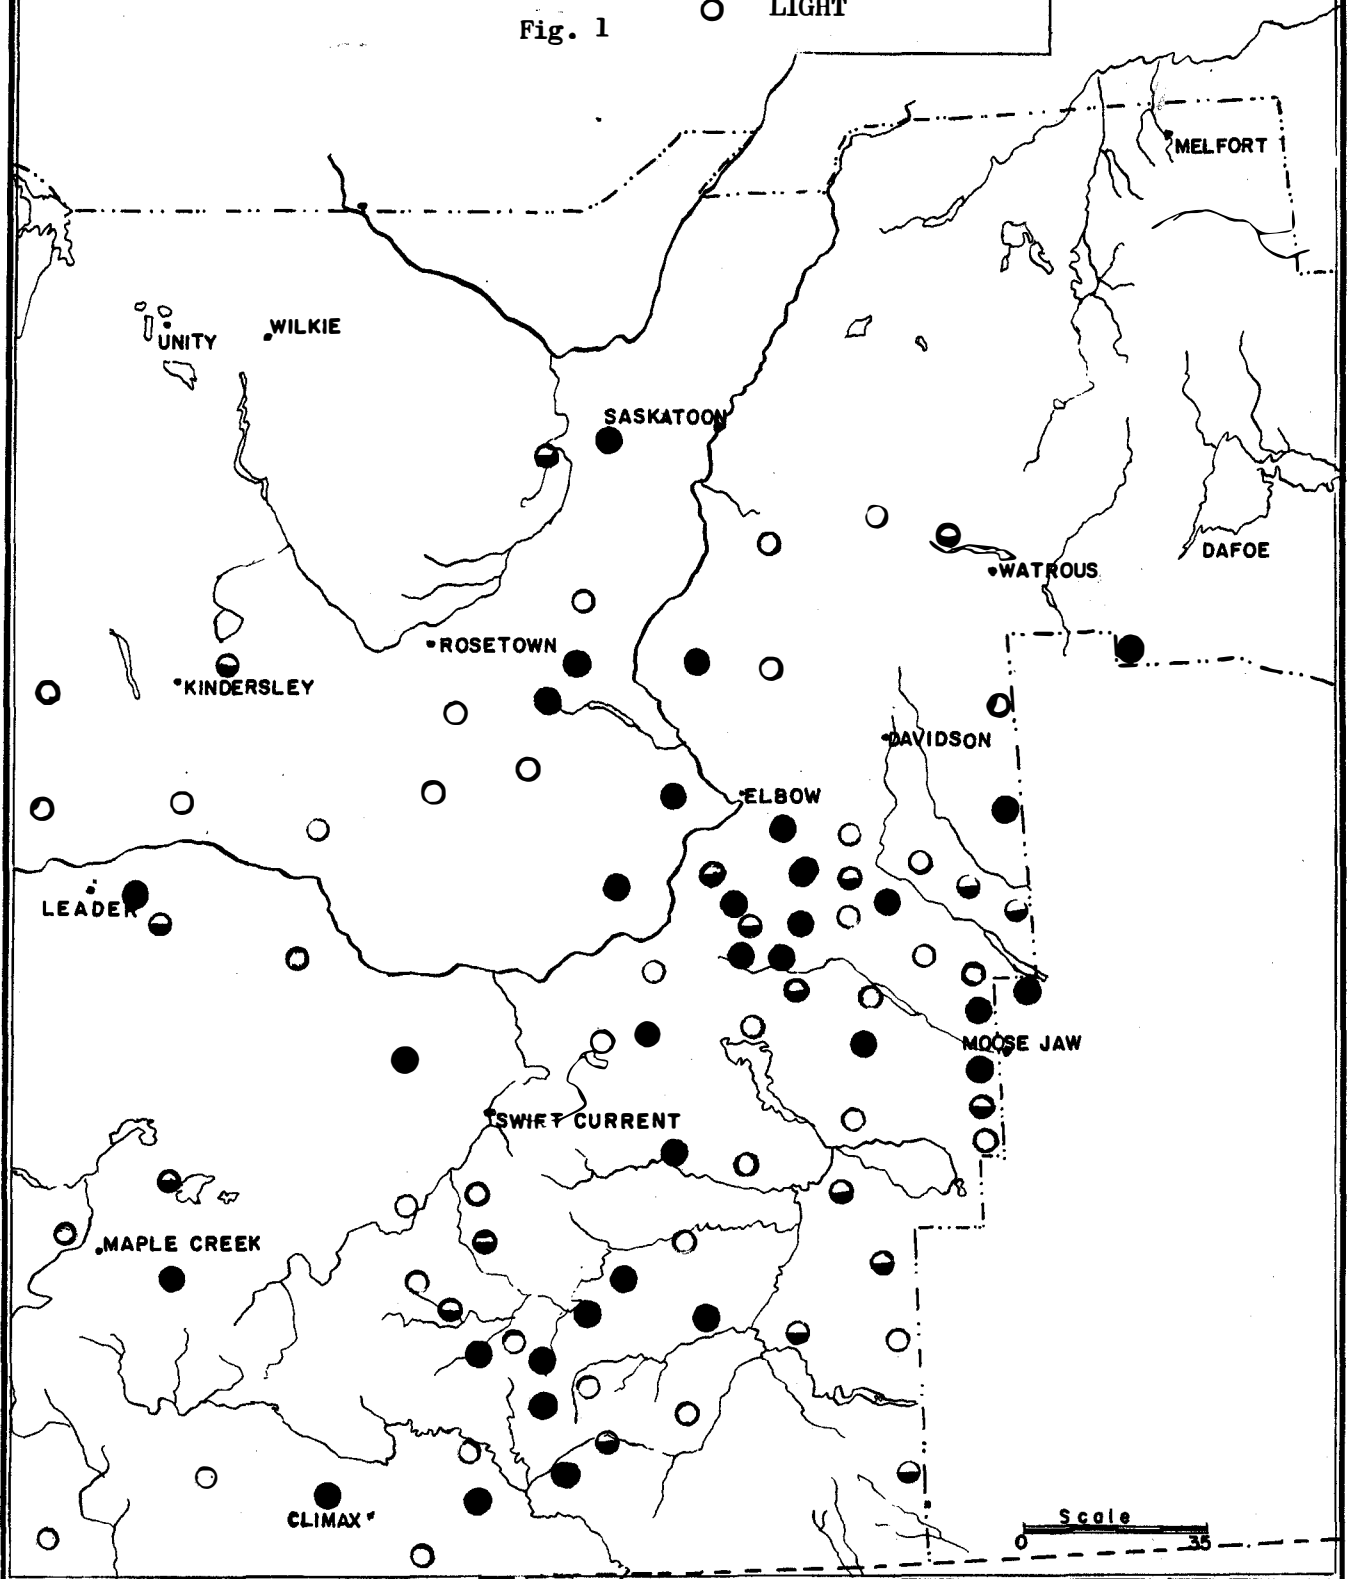 LIGHT
Fig. 1
MELFORT
WILKIE
UNITY
SASKATOON
DAFOE
WATROUS
ROSETOWN
KINDERSLEY
DAVIDSON
ELBOW
LEADER
MOOSE JAW
SWIFT CURRENT
MAPLE CREEK
CLIMAX
Scale
0 35